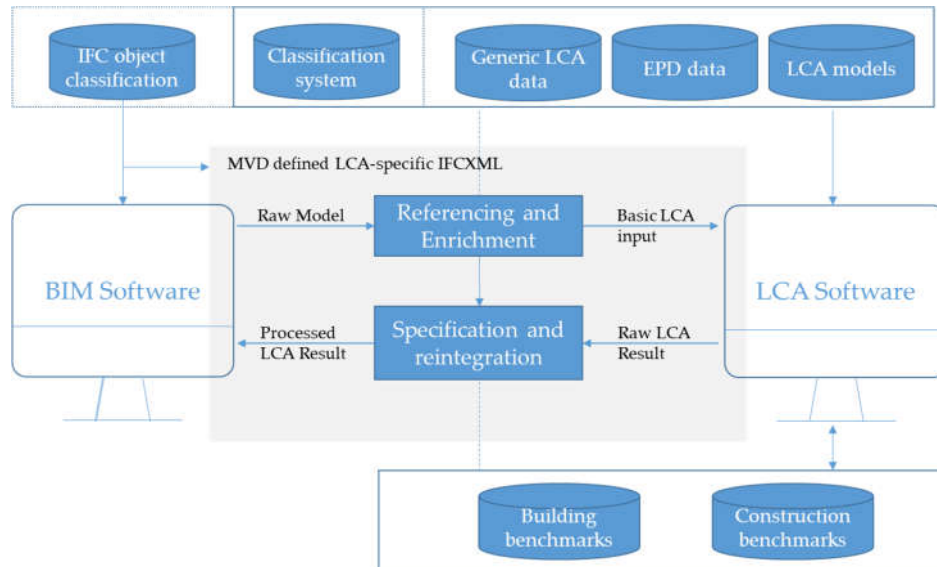 IFC object
classification
Classification
system
Generic LCA
data
EPD data
LCA models
MVD defined LCA-specific IFCXML
Raw Model
Referencing and
Enrichment
Basic LCA
input
BIM Software
LCA Software
Processed
LCA Result
Specification and
reintegration
Raw LCA
Result
Building
benchmarks
Construction
benchmarks